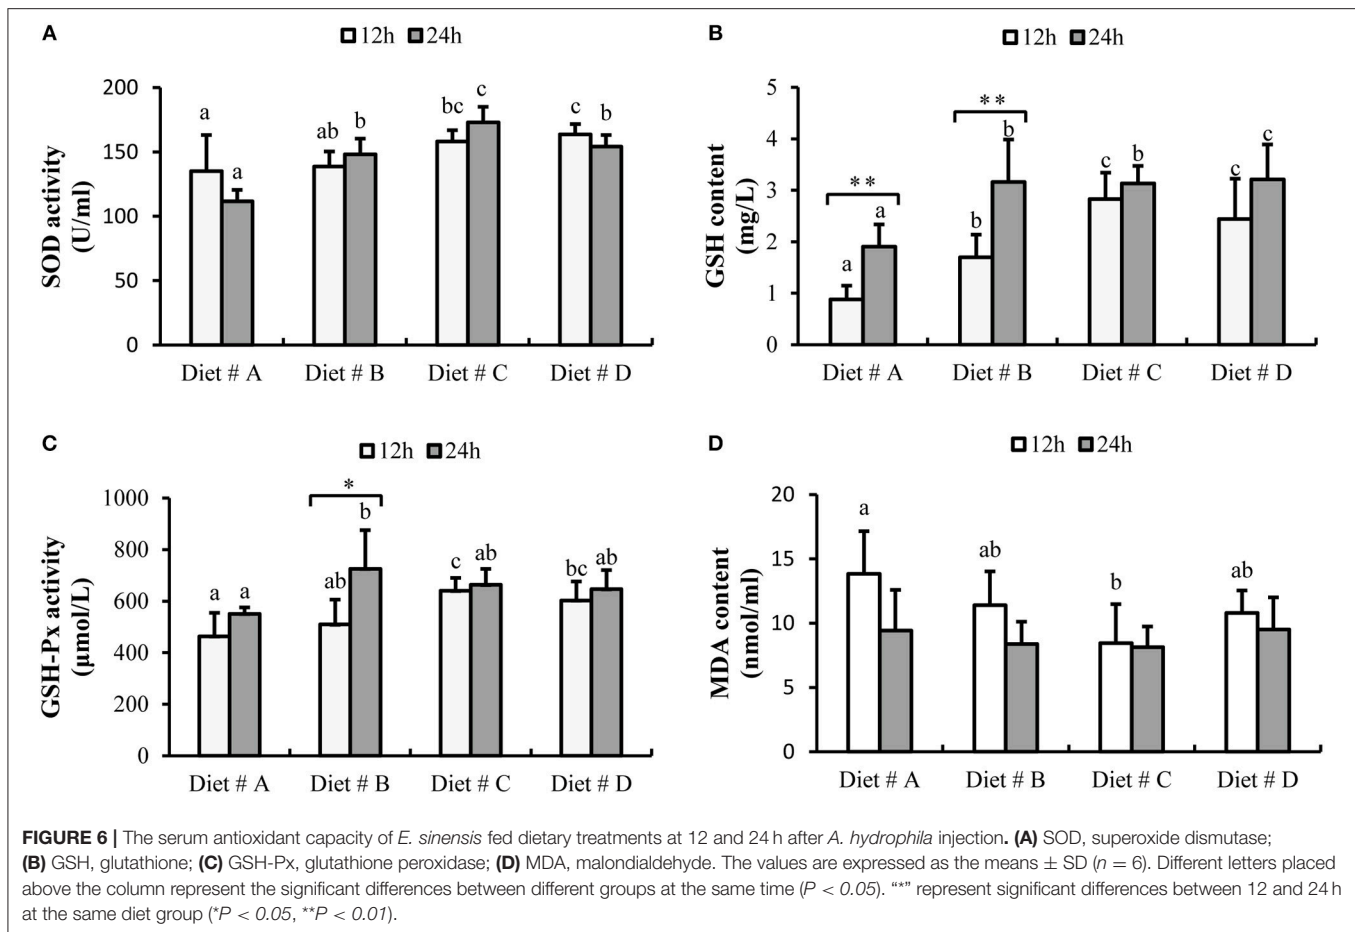 A
12h 24h
200
150
100
50
0
SOD activity
(U/ml)
a
a
ab
b
bc
c
c
b
Diet # A
Diet # B
Diet # C
Diet # D
B
12h 24h
5
4
3
2
1
0
GSH content
(mg/L)
**
a
a
**
b
b
c
b
c
c
Diet # A
Diet # B
Diet # C
Diet # D
C
12h 24h
1000
800
600
400
200
0
GSH-Px activity
(μmol/L)
a
a
*
ab
b
c
ab
bc
ab
Diet # A
Diet # B
Diet # C
Diet # D
D
12h 24h
20
15
10
5
0
MDA content
(nmol/ml)
a
ab
b
ab
Diet # A
Diet # B
Diet # C
Diet # D
FIGURE 6 | The serum antioxidant capacity of E. sinensis fed dietary treatments at 12 and 24 h after A. hydrophila injection. (A) SOD, superoxide dismutase;
(B) GSH, glutathione; (C) GSH-Px, glutathione peroxidase; (D) MDA, malondialdehyde. The values are expressed as the means ± SD (n = 6). Different letters placed
above the column represent the significant differences between different groups at the same time (P < 0.05). “*” represent significant differences between 12 and 24 h
at the same diet group (*P < 0.05, **P < 0.01).